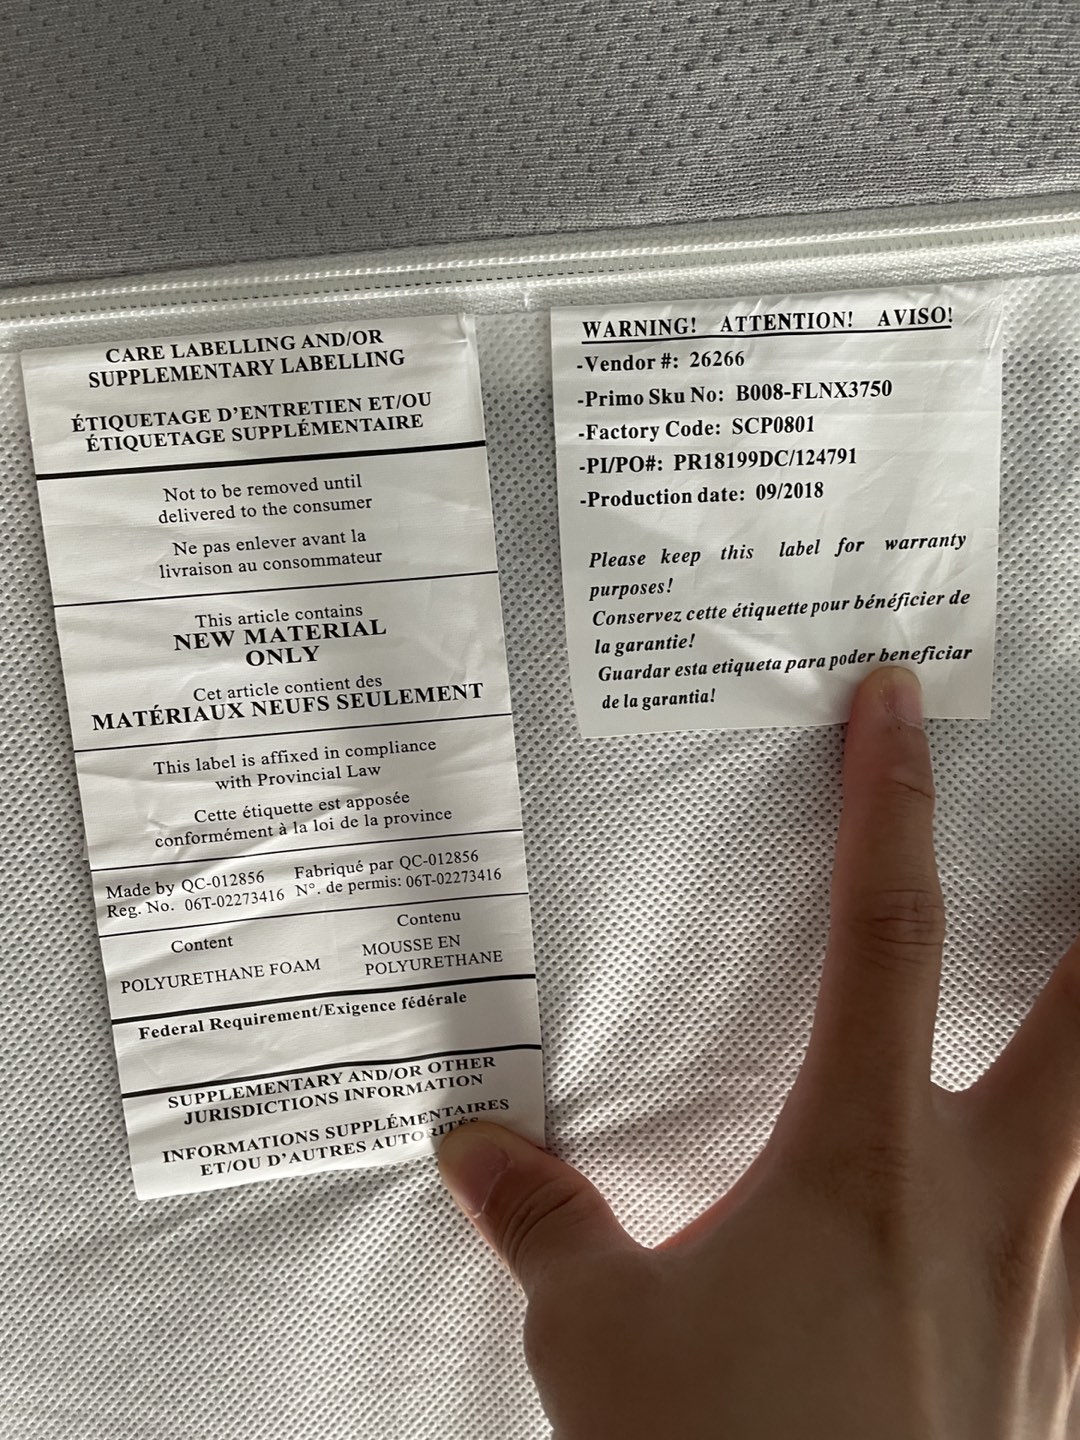 CARE LABELLING AND/OR
SUPPLEMENTARY LABELLING
ÉTIQUETAGE D'ENTRETIEN ET/OU
ÉTIQUETAGE SUPPLÉMENTAIRE
Not to be removed until
delivered to the consumer
Ne pas enlever avant la
livraison au consommateur
This article contains
NEW MATERIAL
ONLY
Cet article contient des
MATÉRIAUX NEUFS SEULEMENT
This label is affixed in compliance
with Provincial Law
Cette étiquette est apposée
conformément à la loi de la province
Made by QC-012856 Fabriqué par QC-012856
Reg. No. 06T-02273416 N°. de permis: 06T-02273416
Content Contenu
POLYURETHANE FOAM MOUSSE EN
POLYURETHANE
Federal Requirement/Exigence fédérale
SUPPLEMENTARY AND/OR OTHER
JURISDICTIONS INFORMATION
INFORMATIONS SUPPLÉMENTAIRES
ET/OU D'AUTRES AUTORITÉS
WARNING! ATTENTION! AVISO!
-Vendor #: 26266
-Primo Sku No: B008-FLNX3750
-Factory Code: SCP0801
-PI/PO#: PR18199DC/124791
-Production date: 09/2018
Please keep this label for warranty
purposes!
Conservez cette étiquette pour bénéficier de
la garantie!
Guardar esta etiqueta para poder beneficiar
de la garantia!